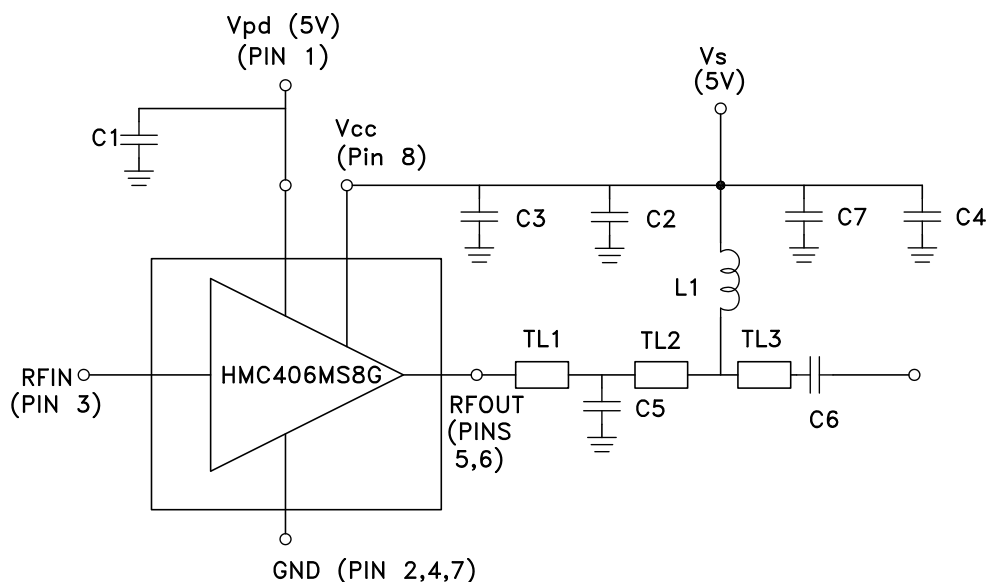 Vpd (5V)
(PIN 1)
Vs
(5V)
C1
Vcc
(Pin 8)
C3
C2
C7
C4
L1
TL1
TL2
TL3
HMC406MS8G
RFIN
(PIN 3)
RFOUT
(PINS
5,6)
C5
C6
GND (PIN 2,4,7)